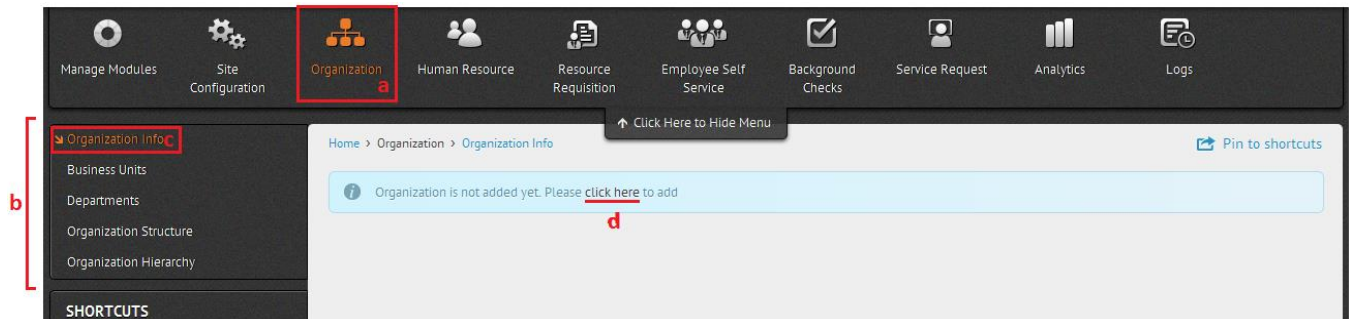 Manage Modules
Site
Configuration
Organization
a
Human Resource
Resource
Requisition
Employee Self
Service
Background
Checks
Service Request
Analytics
Logs
Click Here to Hide Menu
b
Organization Info
c
Business Units
Departments
Organization Structure
Organization Hierarchy
SHORTCUTS
Home > Organization > Organization Info
Pin to shortcuts
Organization is not added yet. Please click here to add
d